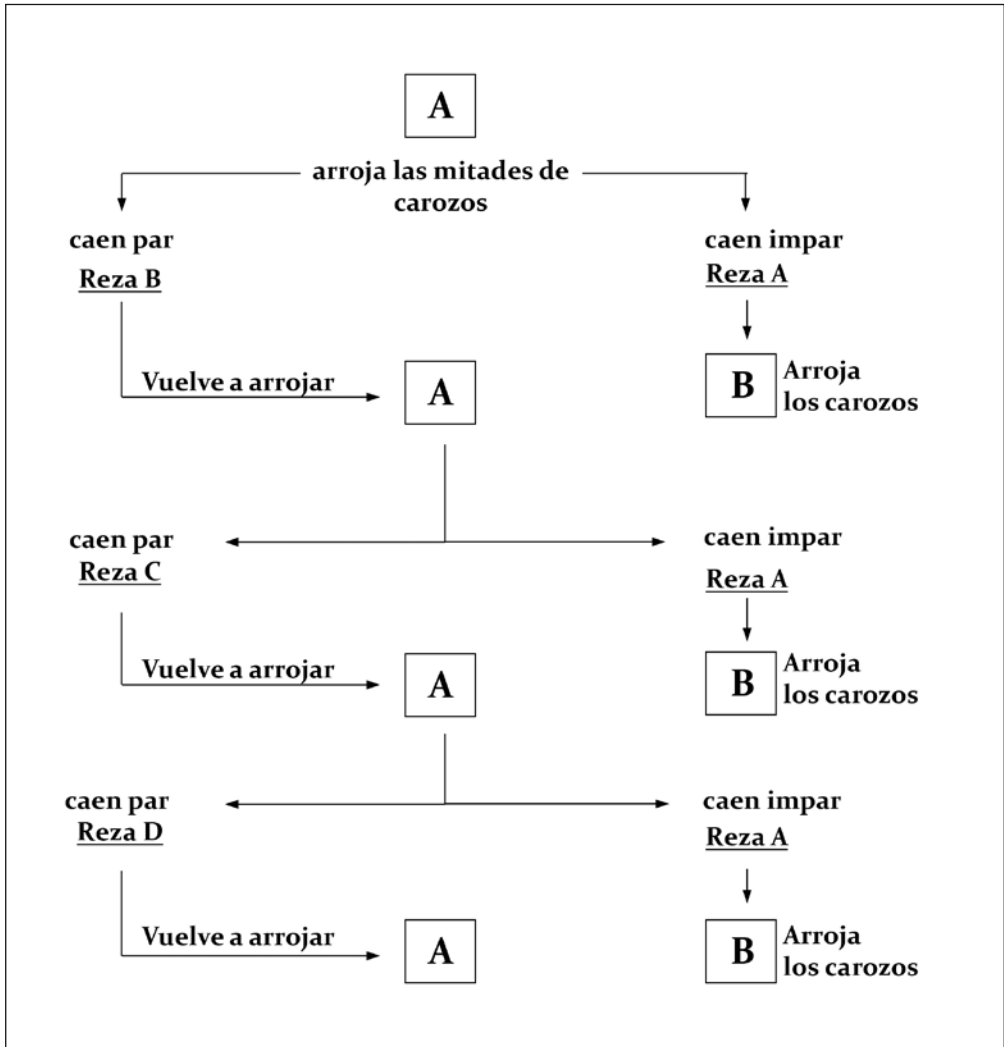 A
arroja las mitades de
carozos
caen par
Reza B
caen impar
Reza A
Vuelve a arrojar
A
B
Arroja
los carozos
caen par
Reza C
caen impar
Reza A
Vuelve a arrojar
A
B
Arroja
los carozos
caen par
Reza D
caen impar
Reza A
Vuelve a arrojar
A
B
Arroja
los carozos